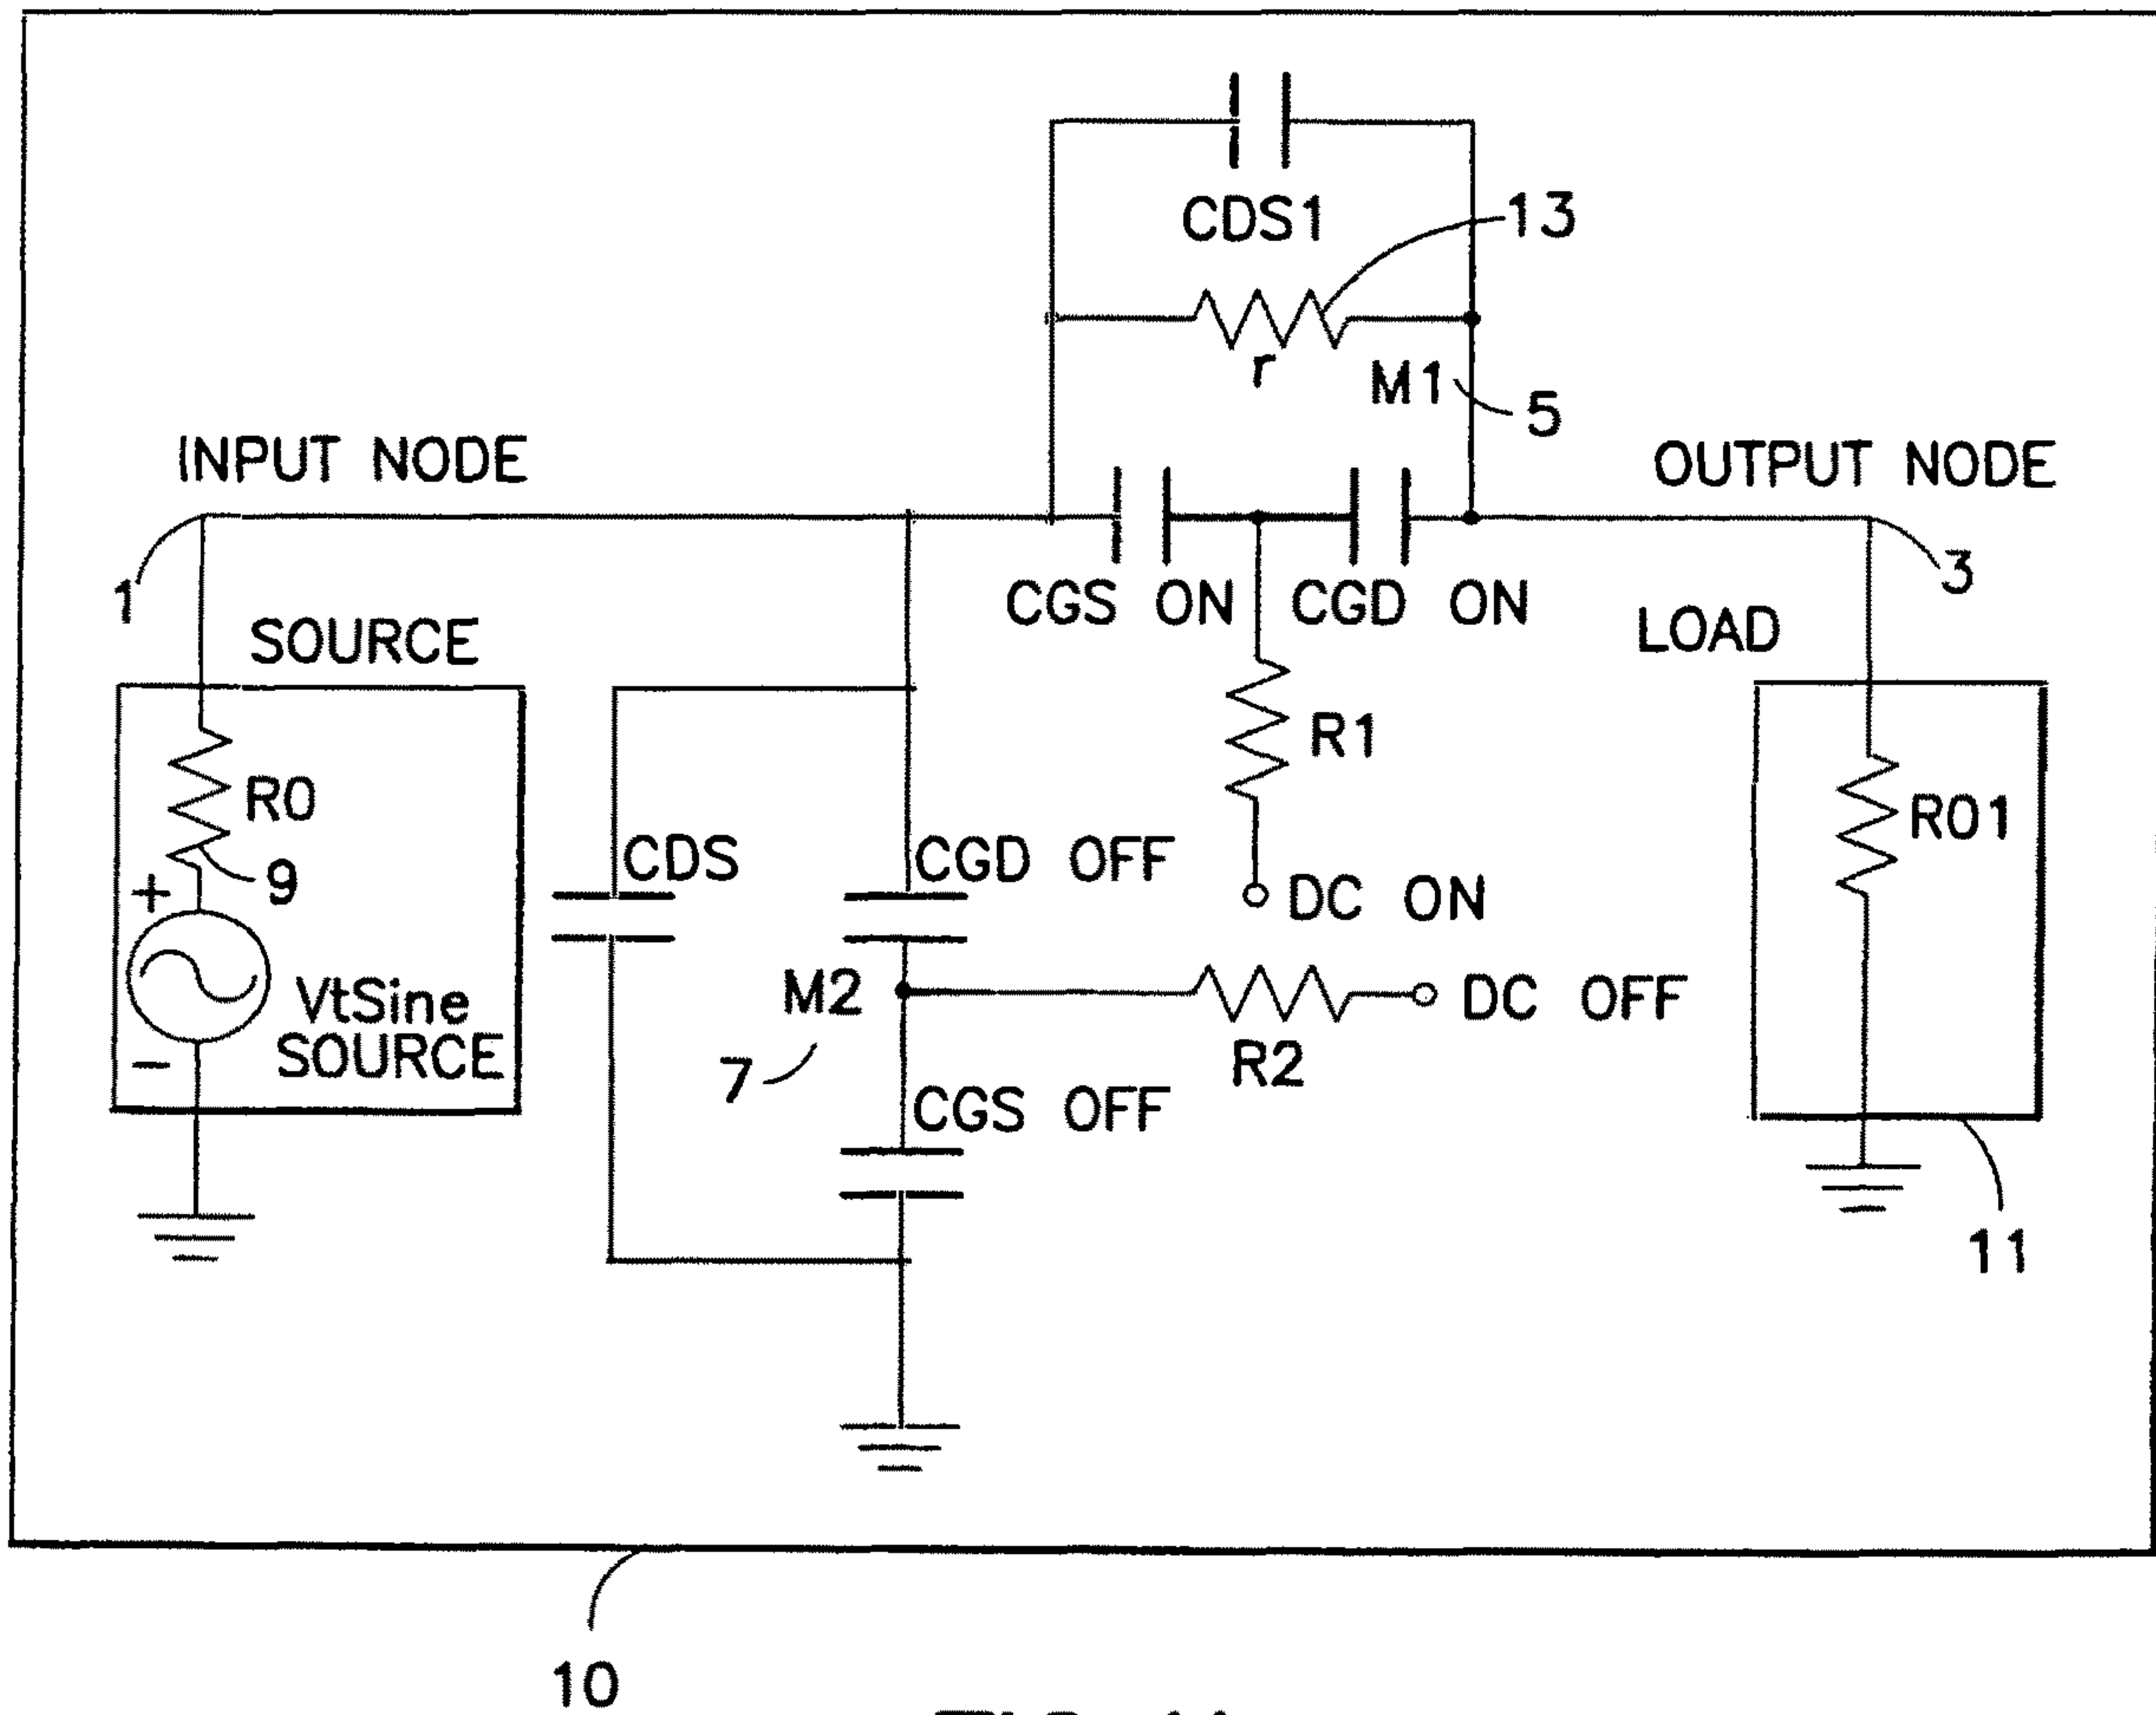 CDS1
13
r
M1
5
INPUT NODE
OUTPUT NODE
1
3
CGS ON
CGD ON
SOURCE
LOAD
R1
R0
R01
9
CDS
CGD OFF
+
DC ON
M2
DC OFF
VtSine
SOURCE
R2
−
7
CGS OFF
11
10